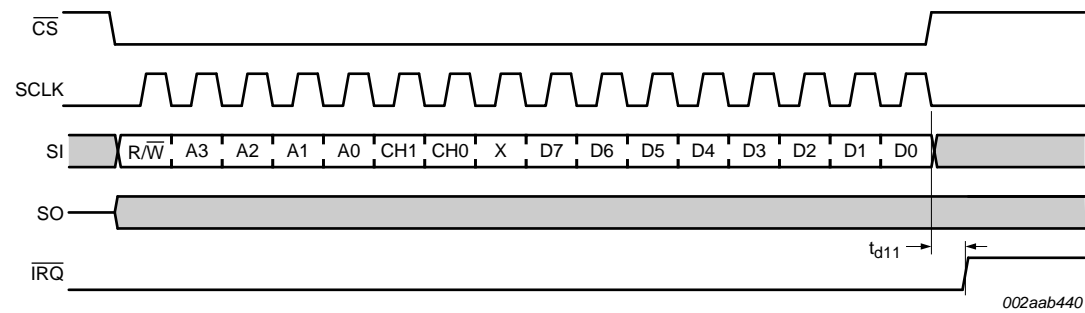 CS
SCLK
SI R/W A3 A2 A1 A0 CH1 CH0 X D7 D6 D5 D4 D3 D2 D1 D0
SO
td11
IRQ
002aab440